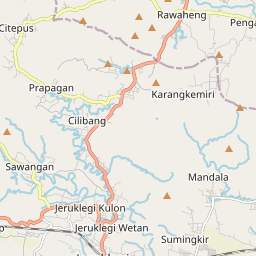 Rawaheng
Citepus
Penga
Prapagan
Karangkemiri
Cilibang
Sawangan
Mandala
Jeruklegi Kulon
Jeruklegi Wetan
Sumingkir